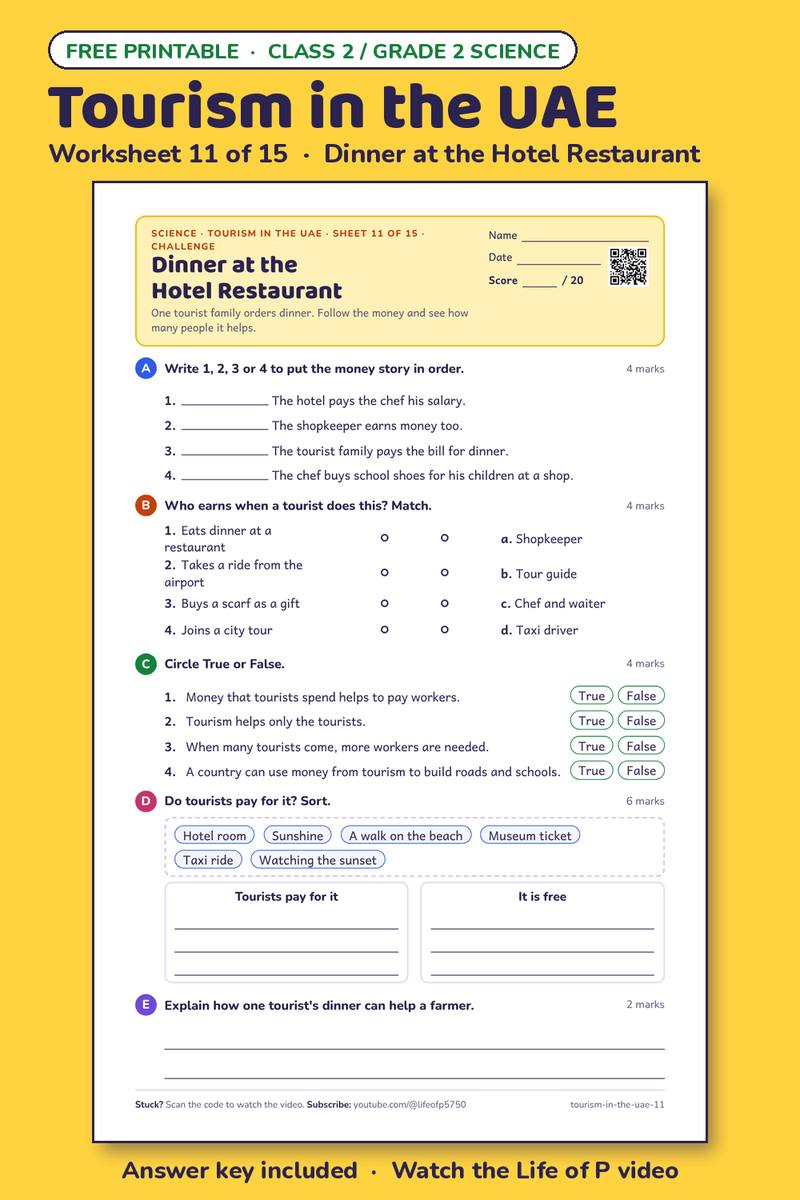 FREE PRINTABLE · CLASS 2 / GRADE 2 SCIENCE
Tourism in the UAE
Worksheet 11 of 15 · Dinner at the Hotel Restaurant
SCIENCE · TOURISM IN THE UAE · SHEET 11 OF 15 ·
CHALLENGE
Dinner at the
Hotel Restaurant
One tourist family orders dinner. Follow the money and see how
many people it helps.
Name
Date
Score / 20
A Write 1, 2, 3 or 4 to put the money story in order. 4 marks
1. The hotel pays the chef his salary.
2. The shopkeeper earns money too.
3. The tourist family pays the bill for dinner.
4. The chef buys school shoes for his children at a shop.
B Who earns when a tourist does this? Match. 4 marks
1. Eats dinner at a
restaurant
a. Shopkeeper
2. Takes a ride from the
airport
b. Tour guide
3. Buys a scarf as a gift c. Chef and waiter
4. Joins a city tour d. Taxi driver
C Circle True or False. 4 marks
1. Money that tourists spend helps to pay workers. True False
2. Tourism helps only the tourists. True False
3. When many tourists come, more workers are needed. True False
4. A country can use money from tourism to build roads and schools. True False
D Do tourists pay for it? Sort. 6 marks
Hotel room Sunshine A walk on the beach Museum ticket
Taxi ride Watching the sunset
Tourists pay for it It is free
E Explain how one tourist's dinner can help a farmer. 2 marks
Stuck? Scan the code to watch the video. Subscribe: youtube.com/@lifeofp5750 tourism-in-the-uae-11
Answer key included · Watch the Life of P video